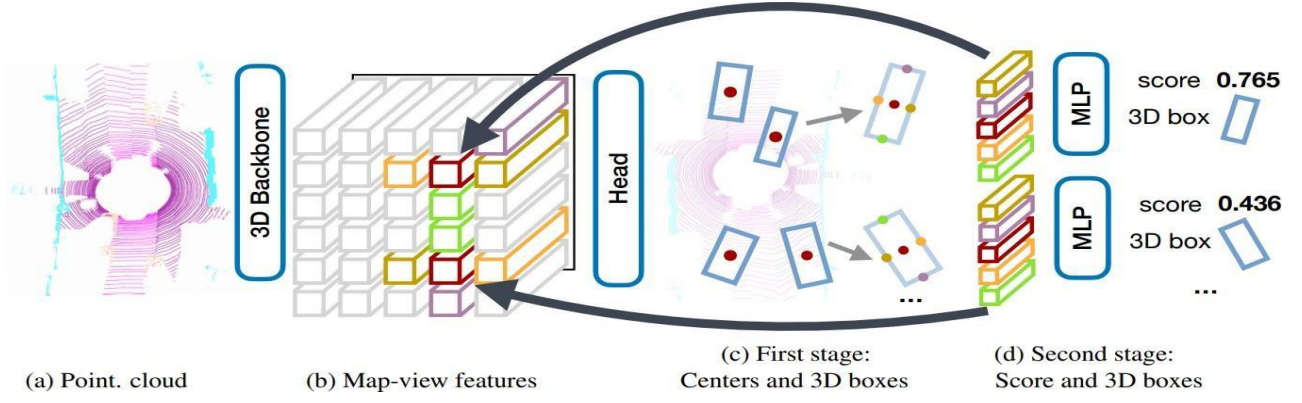 3D Backbone
Head
MLP
score 0.765
3D box
MLP
score 0.436
3D box
...
...
(a) Point. cloud
(b) Map-view features
(c) First stage:
Centers and 3D boxes
(d) Second stage:
Score and 3D boxes